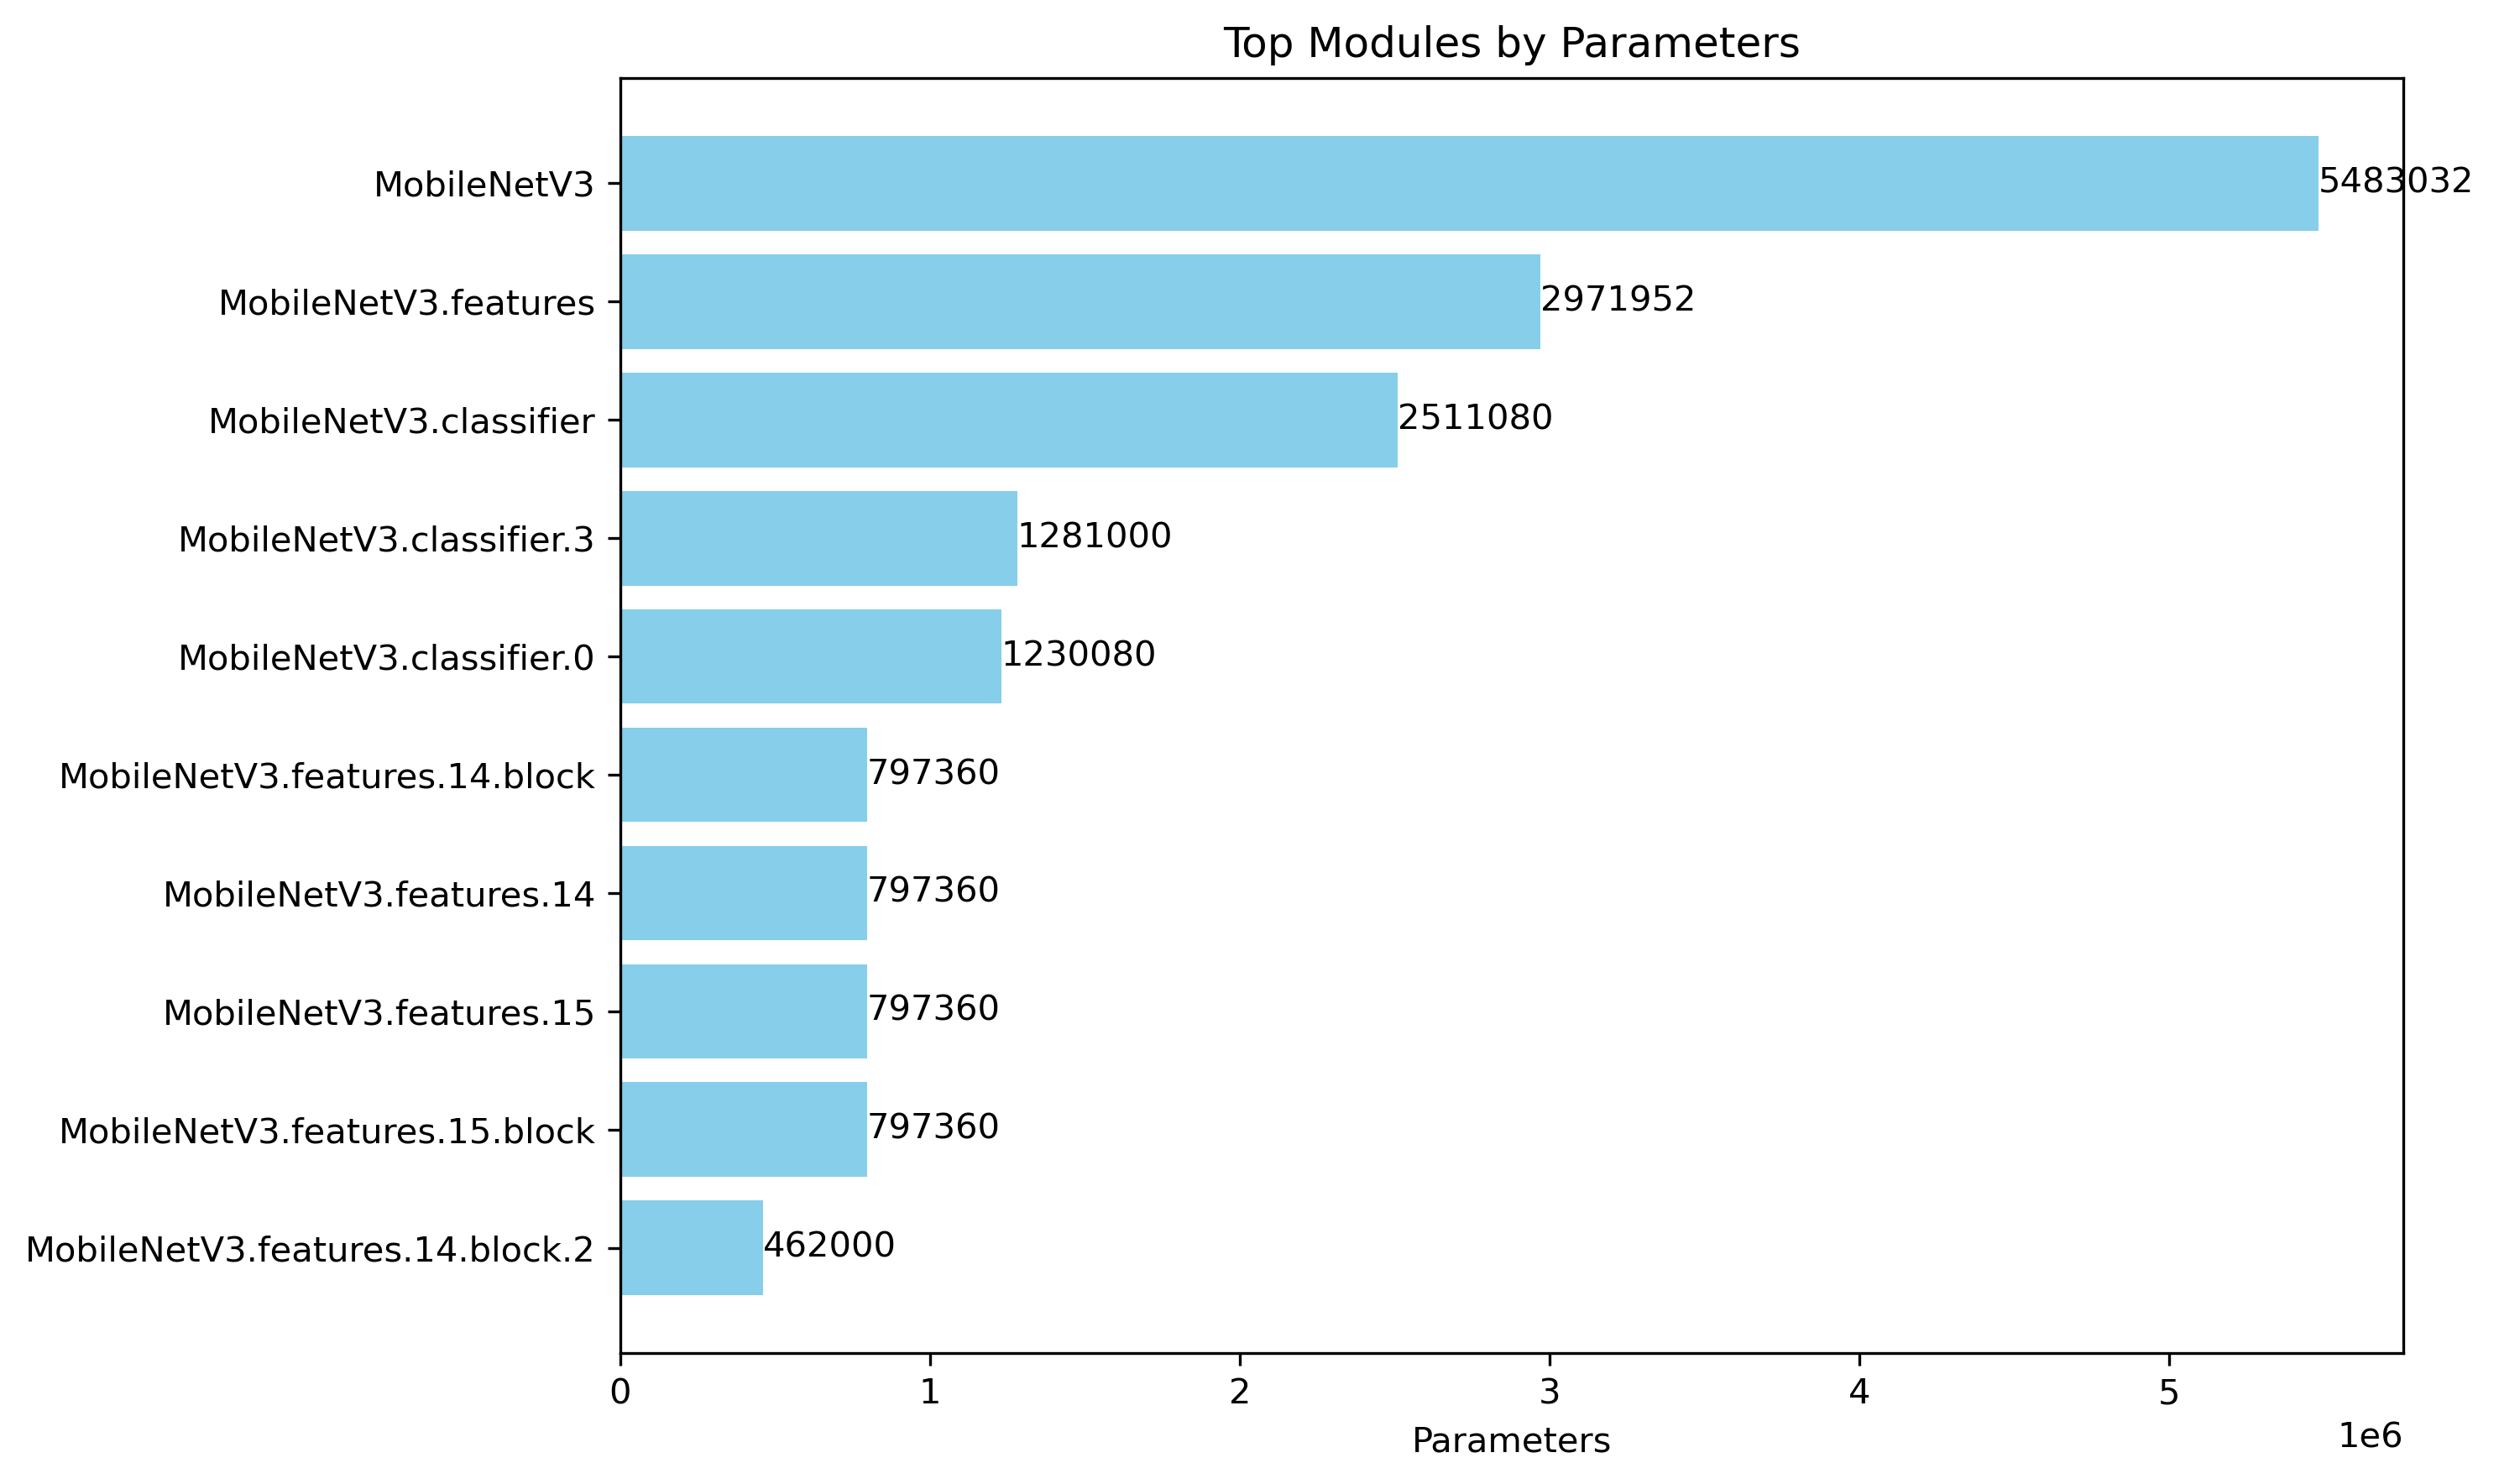 Top Modules by Parameters
MobileNetV3 5483032
MobileNetV3.features 2971952
MobileNetV3.classifier 2511080
MobileNetV3.classifier.3 1281000
MobileNetV3.classifier.0 1230080
MobileNetV3.features.14.block 797360
MobileNetV3.features.14 797360
MobileNetV3.features.15 797360
MobileNetV3.features.15.block 797360
MobileNetV3.features.14.block.2 462000
0 1 2 3 4 5
1e6
Parameters